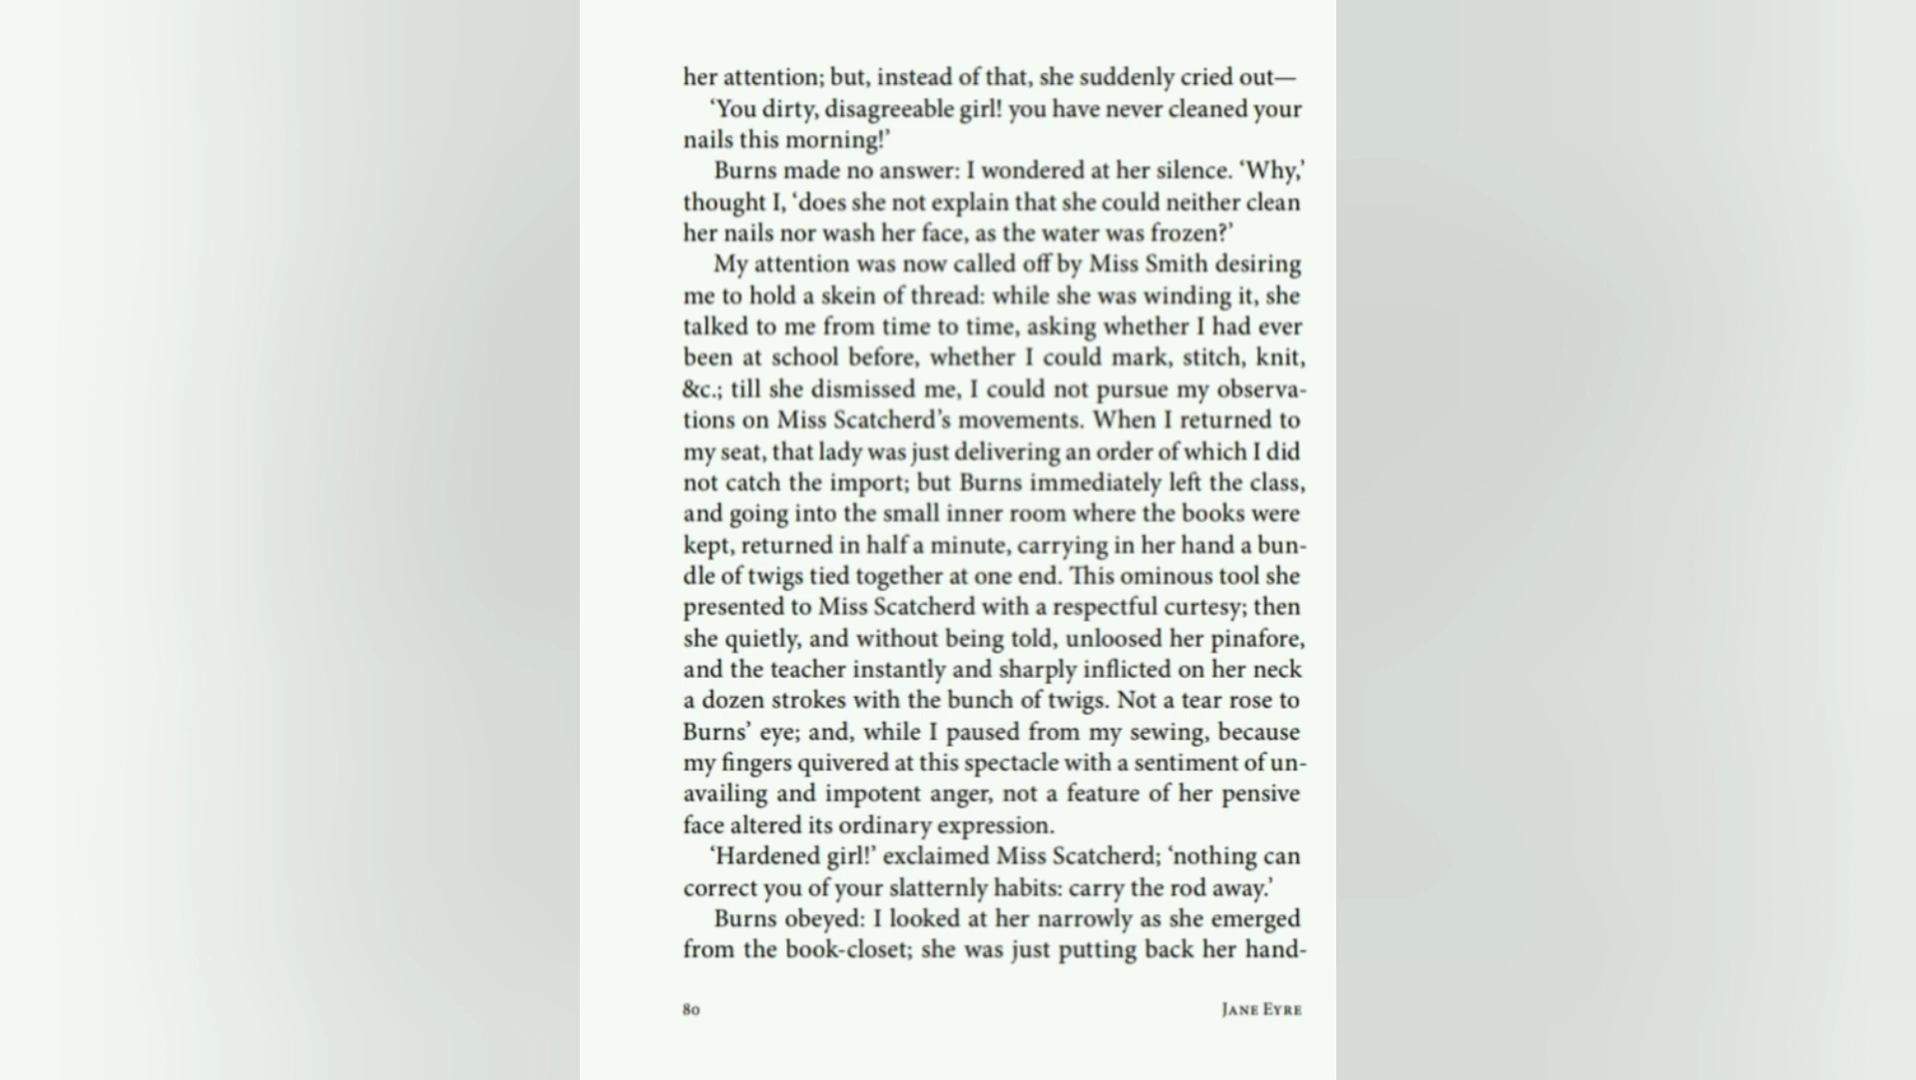 her attention; but, instead of that, she suddenly cried out—
‘You dirty, disagreeable girl! you have never cleaned your
nails this morning!’
Burns made no answer: I wondered at her silence. ‘Why,’
thought I, ‘does she not explain that she could neither clean
her nails nor wash her face, as the water was frozen?’
My attention was now called off by Miss Smith desiring
me to hold a skein of thread: while she was winding it, she
talked to me from time to time, asking whether I had ever
been at school before, whether I could mark, stitch, knit,
&c.; till she dismissed me, I could not pursue my observa-
tions on Miss Scatcherd’s movements. When I returned to
my seat, that lady was just delivering an order of which I did
not catch the import; but Burns immediately left the class,
and going into the small inner room where the books were
kept, returned in half a minute, carrying in her hand a bun-
dle of twigs tied together at one end. This ominous tool she
presented to Miss Scatcherd with a respectful curtesy; then
she quietly, and without being told, unloosed her pinafore,
and the teacher instantly and sharply inflicted on her neck
a dozen strokes with the bunch of twigs. Not a tear rose to
Burns’ eye; and, while I paused from my sewing, because
my fingers quivered at this spectacle with a sentiment of un-
availing and impotent anger, not a feature of her pensive
face altered its ordinary expression.
‘Hardened girl!’ exclaimed Miss Scatcherd; ‘nothing can
correct you of your slatternly habits: carry the rod away.’
Burns obeyed: I looked at her narrowly as she emerged
from the book-closet; she was just putting back her hand-
80 Jane Eyre